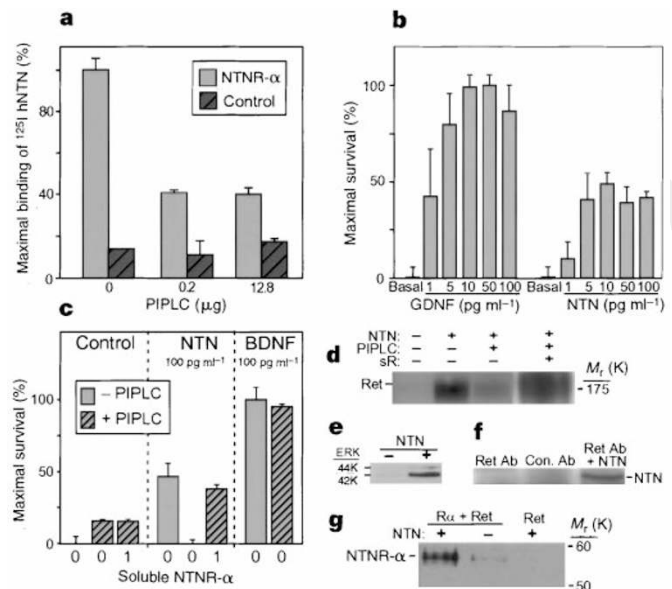 a
Maximal binding of ¹²⁵I hNTN (%)
100
80
40
0
NTNR-α
Control
0 0.2 12.8
PIPLC (μg)
b
Maximal survival (%)
100
50
0
Basal 1 5 10 50 100 Basal 1 5 10 50 100
GDNF (pg ml⁻¹) NTN (pg ml⁻¹)
c
Maximal survival (%)
100
50
0
Control NTN BDNF
100 pg ml⁻¹ 100 pg ml⁻¹
– PIPLC
+ PIPLC
0 0 1 0 0 1 0 0
Soluble NTNR-α
d
NTN: – + + +
PIPLC: – – + +
sR: – – – +
Ret
Mr (K)
175
e
NTN
ERK – +
44K
42K
f
Ret Ab Con. Ab Ret Ab + NTN
NTN
g
Rα + Ret Ret
NTN: + – +
Mr (K)
NTNR-α
60
50